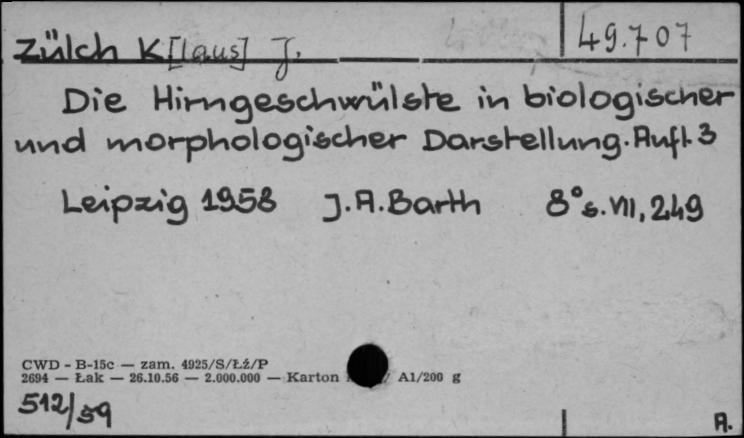 49.707
Zülch K[laus] J.
Die Hirngeschwülste in biologischer
und morphologischer Darstellung. Aufl. 3
Leipzig 1958 J.A.Barth 8° s. VII, 249
CWD - B-15c — zam. 4925/S/Łź/P
2694 — Łak — 26.10.56 — 2.000.000 — Karton A1/200 g
512/59
A.